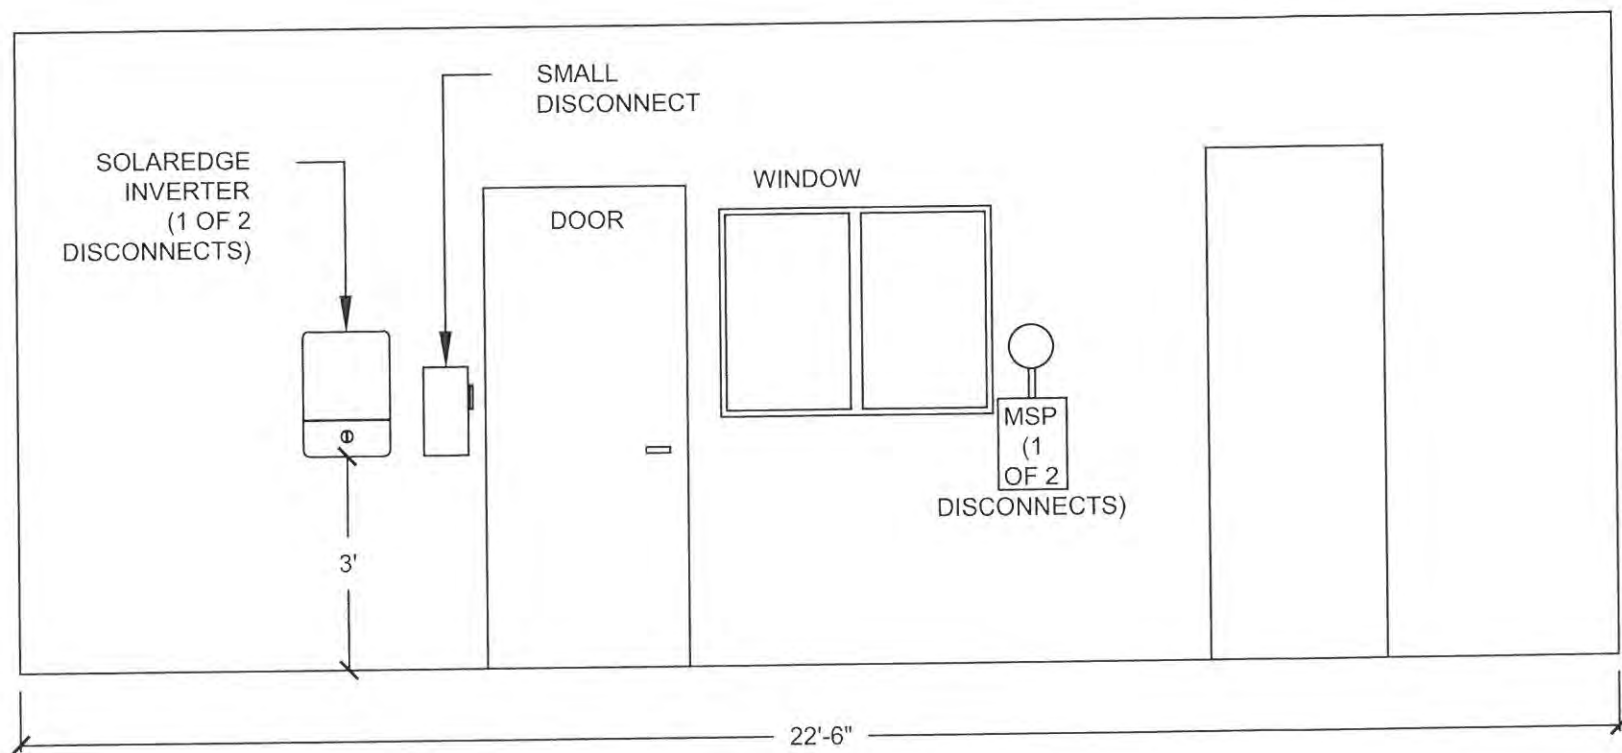 SMALL
DISCONNECT
SOLAREDGE
INVERTER
(1 OF 2
DISCONNECTS)
WINDOW
DOOR
MSP
(1
OF 2
DISCONNECTS)
3'
22'-6"